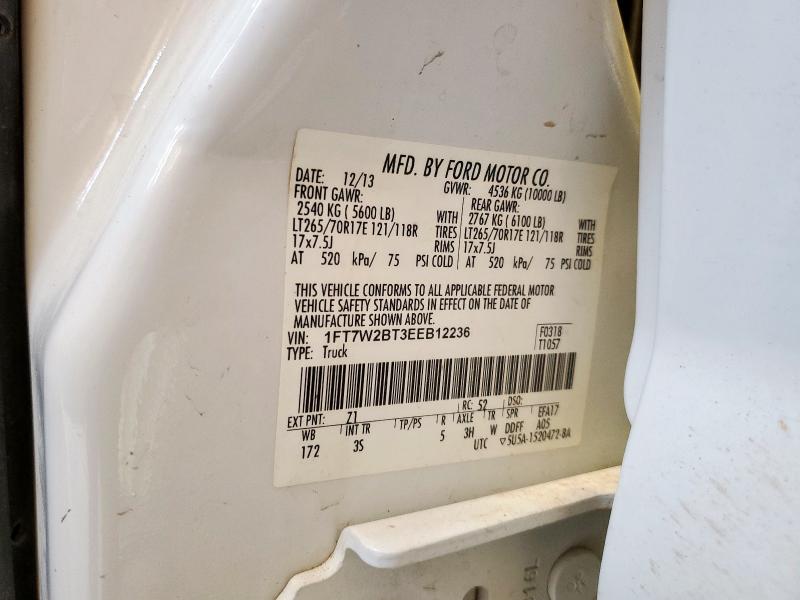 MFD. BY FORD MOTOR CO.
DATE: 12/13 GVWR: 4536 KG (10000 LB)
FRONT GAWR: REAR GAWR:
2540 KG ( 5600 LB) WITH 2767 KG ( 6100 LB) WITH
LT265/70R17E 121/118R TIRES LT265/70R17E 121/118R TIRES
17x7.5J RIMS 17x7.5J RIMS
AT 520 kPa/ 75 PSI COLD AT 520 kPa/ 75 PSI COLD
THIS VEHICLE CONFORMS TO ALL APPLICABLE FEDERAL MOTOR
VEHICLE SAFETY STANDARDS IN EFFECT ON THE DATE OF
MANUFACTURE SHOWN ABOVE.
VIN: 1FT7W2BT3EEB12236 F0318
TYPE: Truck T1057
EXT PNT: Z1 RC: 52 DSO:
WB INT TR TP/PS R AXLE TR SPR EFA17
172 3S 5 3H W DDFF A05
UTC ▽5U5A-1520472-BA